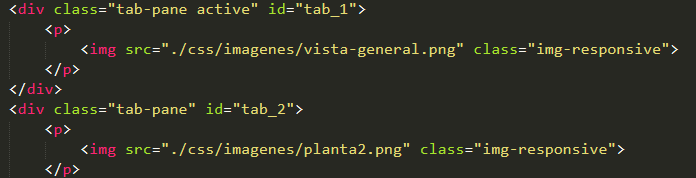 <div class="tab-pane active" id="tab_1">
<p>
<img src="./css/imagenes/vista-general.png" class="img-responsive">
</p>
</div>
<div class="tab-pane" id="tab_2">
<p>
<img src="./css/imagenes/planta2.png" class="img-responsive">
</p>